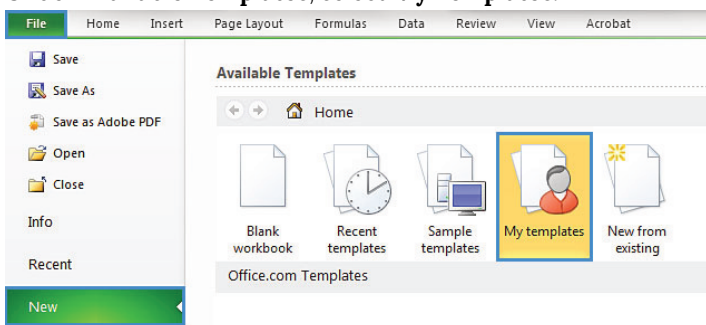 File Home Insert Page Layout Formulas Data Review View Acrobat
Save
Save As
Save as Adobe PDF
Open
Close
Info
Recent
New
Available Templates
Home
Blank workbook
Recent templates
Sample templates
My templates
New from existing
Office.com Templates